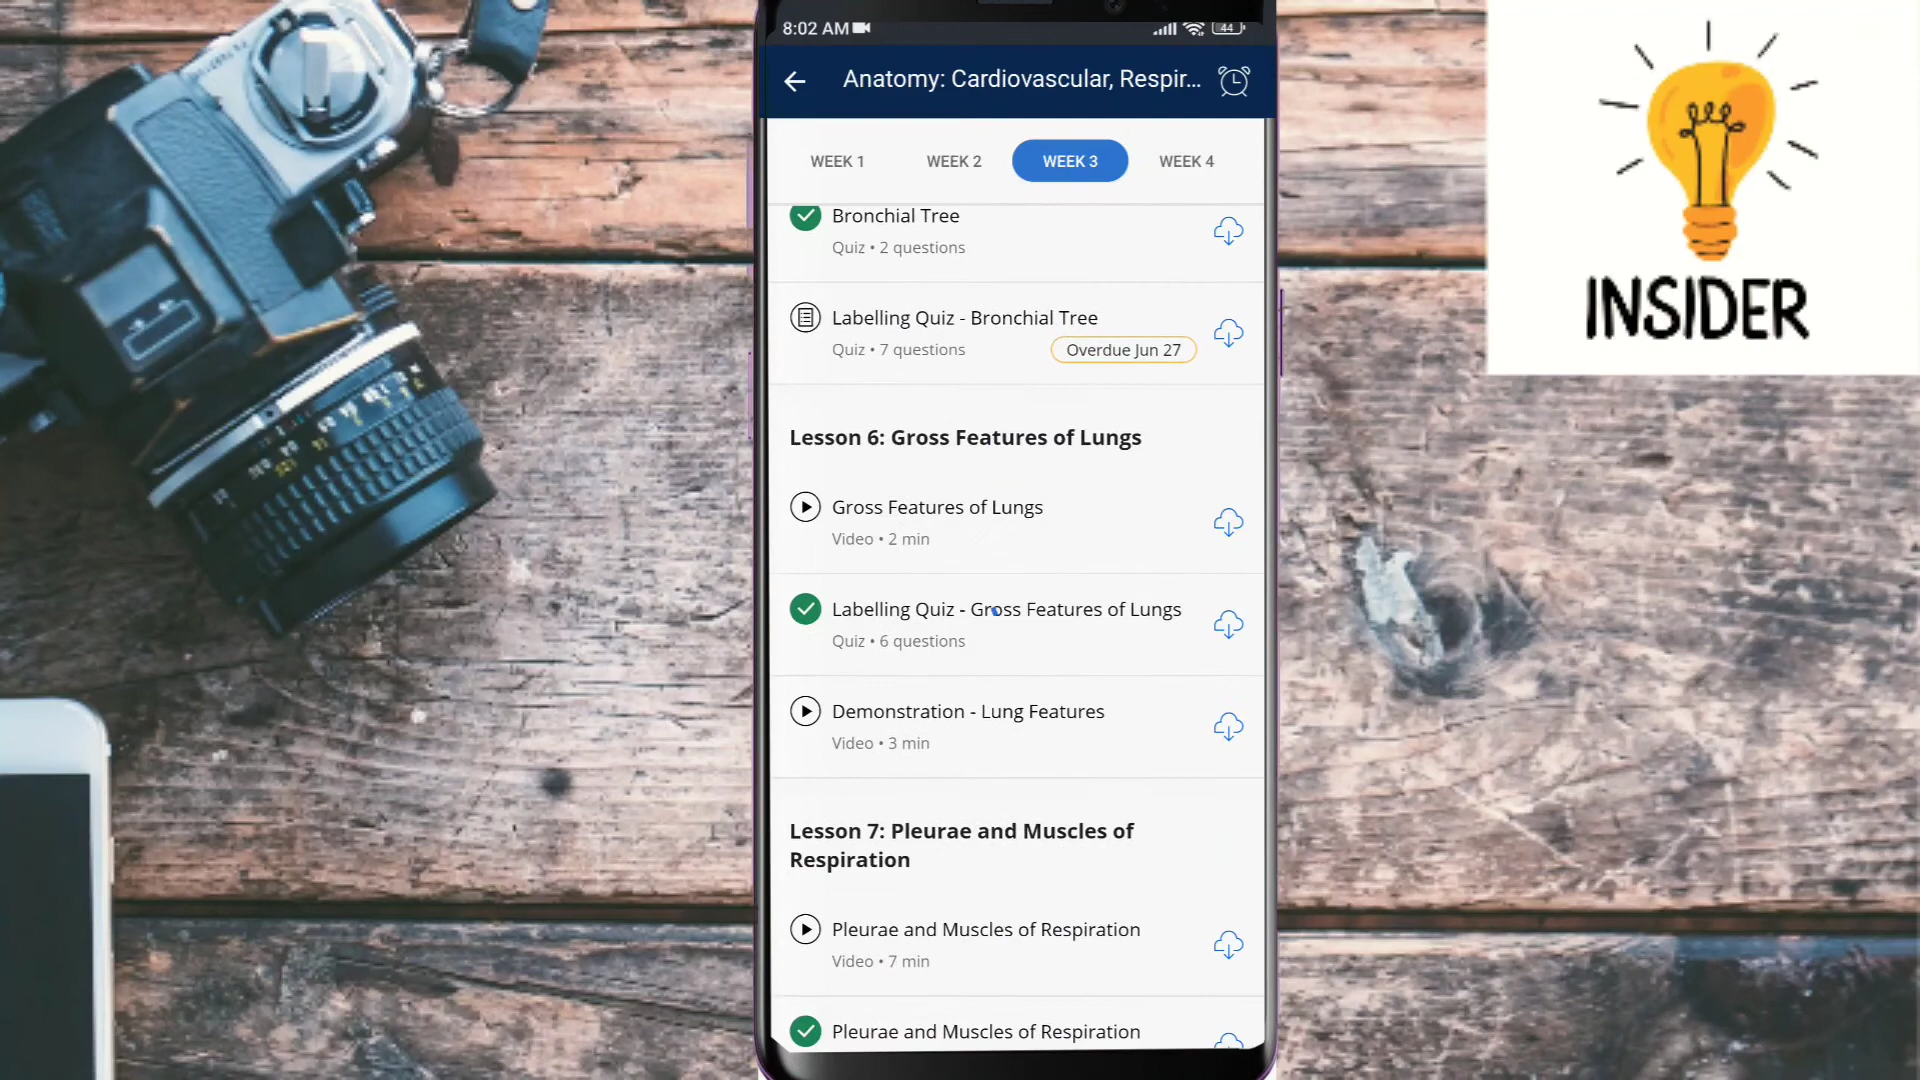 8:02 AM
44
Anatomy: Cardiovascular, Respir...
WEEK 1
WEEK 2
WEEK 3
WEEK 4
Bronchial Tree
Quiz • 2 questions
Labelling Quiz - Bronchial Tree
Quiz • 7 questions
Overdue Jun 27
Lesson 6: Gross Features of Lungs
Gross Features of Lungs
Video • 2 min
Labelling Quiz - Gross Features of Lungs
Quiz • 6 questions
Demonstration - Lung Features
Video • 3 min
Lesson 7: Pleurae and Muscles of
Respiration
Pleurae and Muscles of Respiration
Video • 7 min
Pleurae and Muscles of Respiration
INSIDER